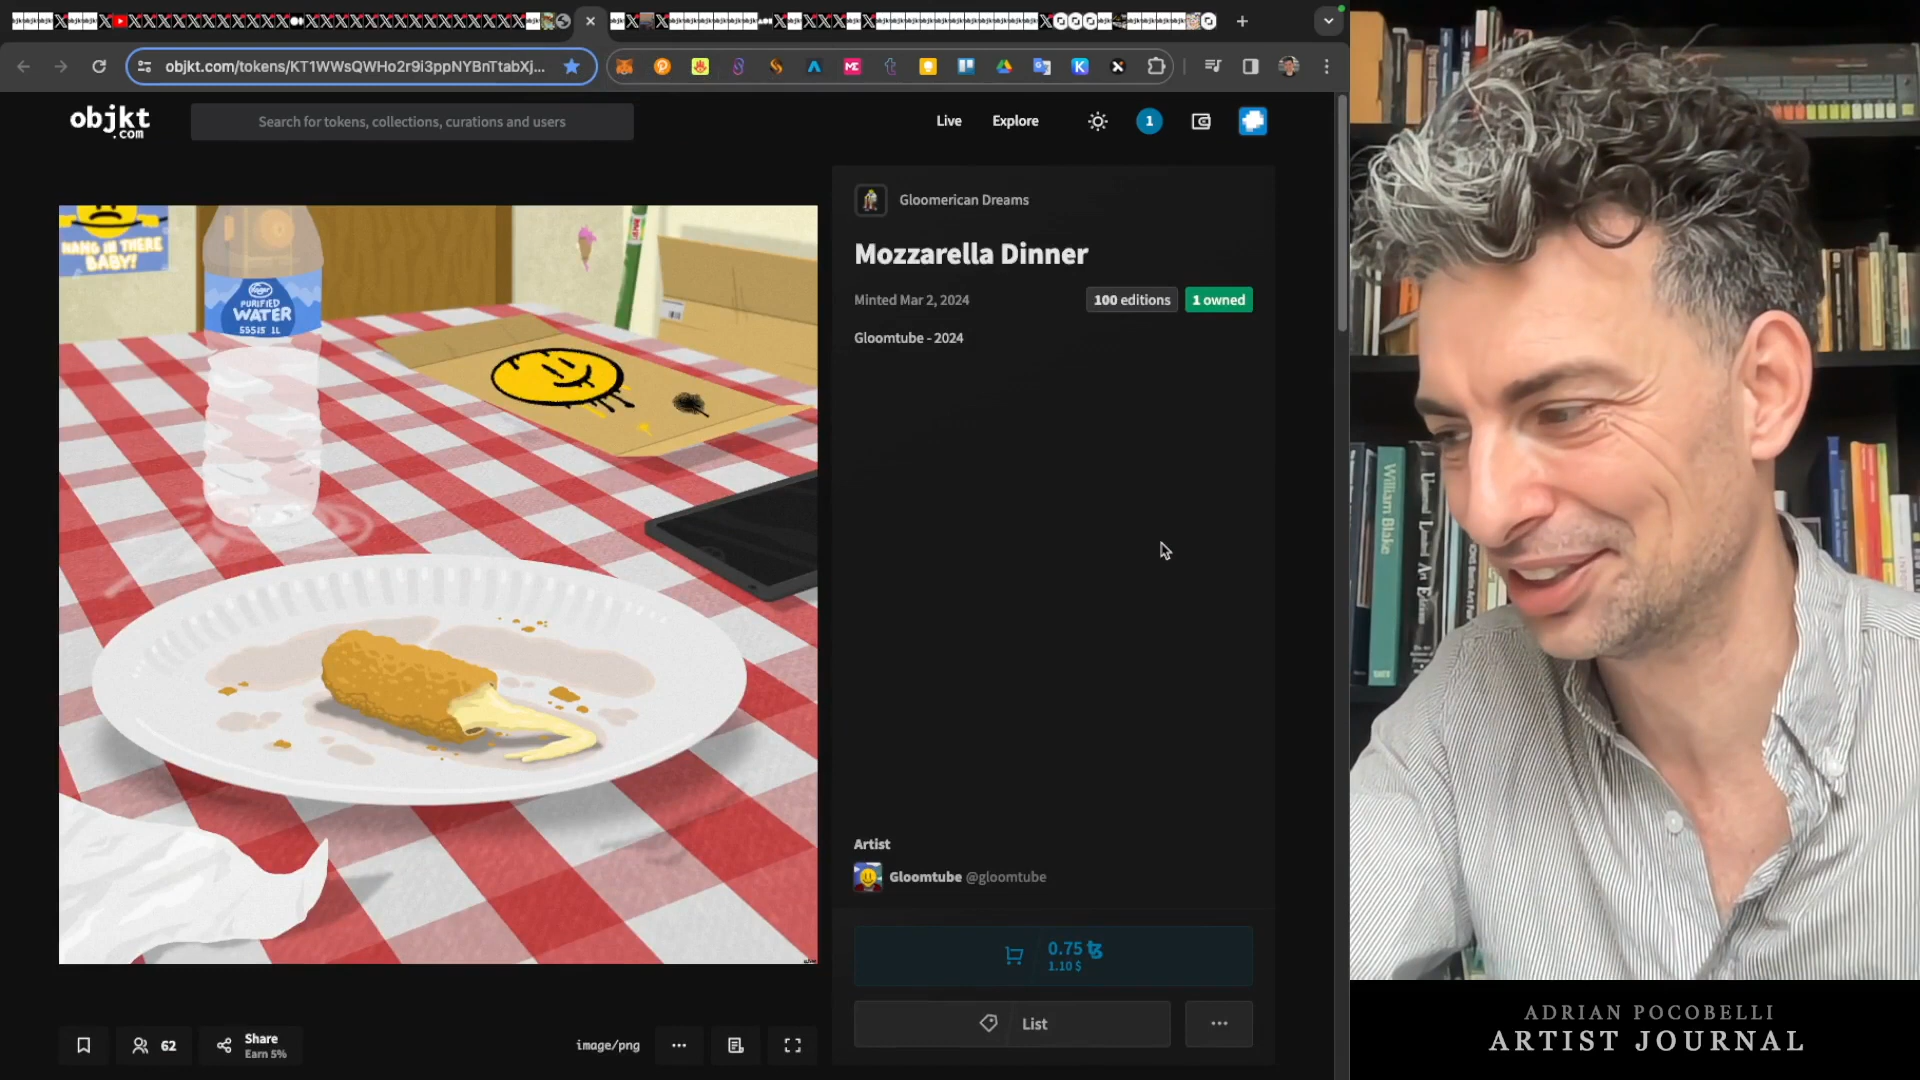 objkt.com/tokens/KT1WWsQWHo2r9i3ppNYBnTtabXj...
objkt
.com
Search for tokens, collections, curations and users
Live
Explore
1
HANG IN THERE
BABY!
Kroger
PURIFIED
WATER
Gloomerican Dreams
Mozzarella Dinner
Minted Mar 2, 2024
100 editions
1 owned
Gloomtube - 2024
Artist
Gloomtube @gloomtube
0.75
1.10 $
List
62
Share
Earn 5%
image/png
William Blake
ADRIAN POCOBELLI
ARTIST JOURNAL